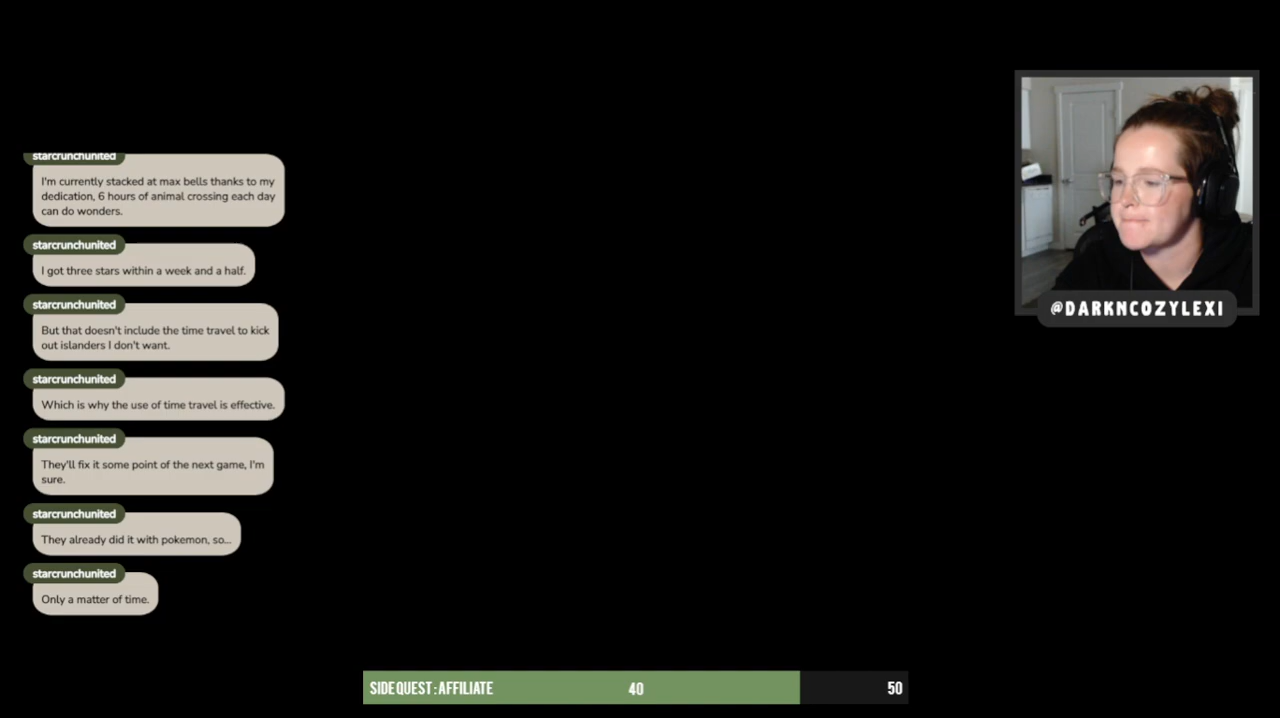 starcrunchunited
I'm currently stacked at max bells thanks to my
dedication, 6 hours of animal crossing each day
can do wonders.
starcrunchunited
I got three stars within a week and a half.
starcrunchunited
But that doesn't include the time travel to kick
out islanders I don't want.
starcrunchunited
Which is why the use of time travel is effective.
starcrunchunited
They'll fix it some point of the next game, I'm
sure.
starcrunchunited
They already did it with pokemon, so...
starcrunchunited
Only a matter of time.
@DARKNCOZYLEXI
SIDE QUEST: AFFILIATE 40 50